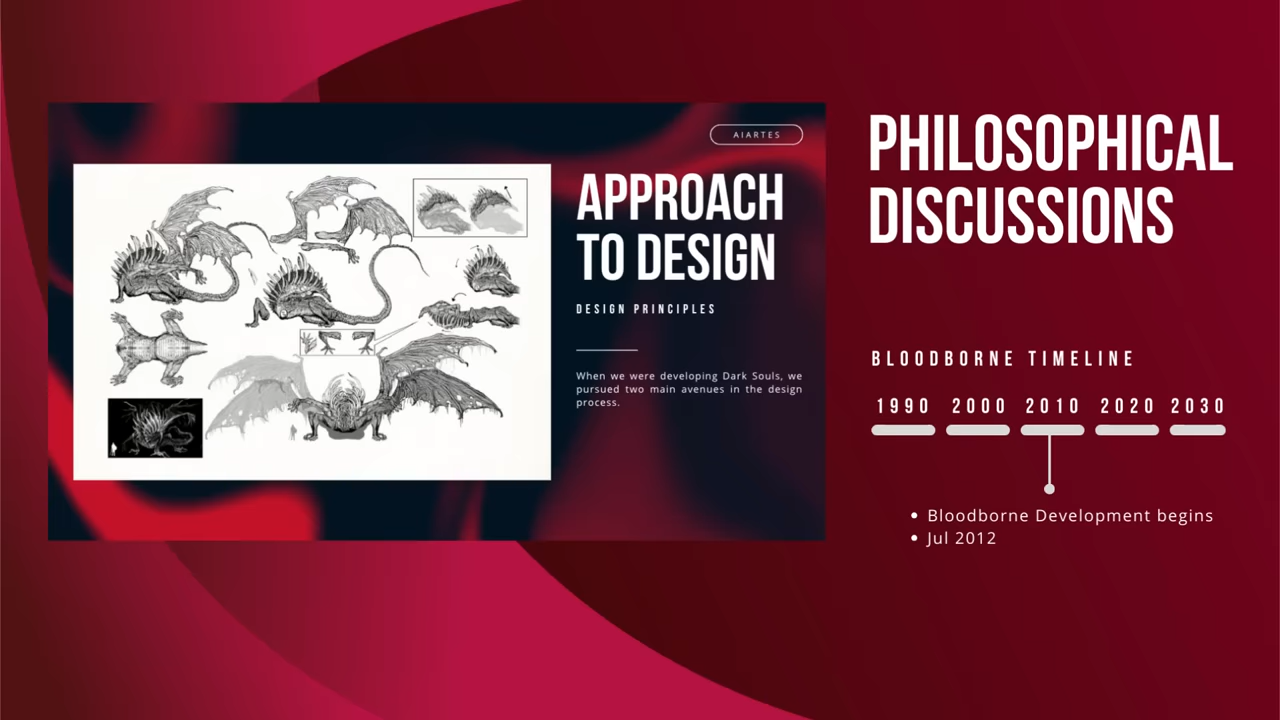 AIARTES
APPROACH
TO DESIGN
DESIGN PRINCIPLES
When we were developing Dark Souls, we
pursued two main avenues in the design
process.
PHILOSOPHICAL
DISCUSSIONS
BLOODBORNE TIMELINE
1990 2000 2010 2020 2030
• Bloodborne Development begins
• Jul 2012